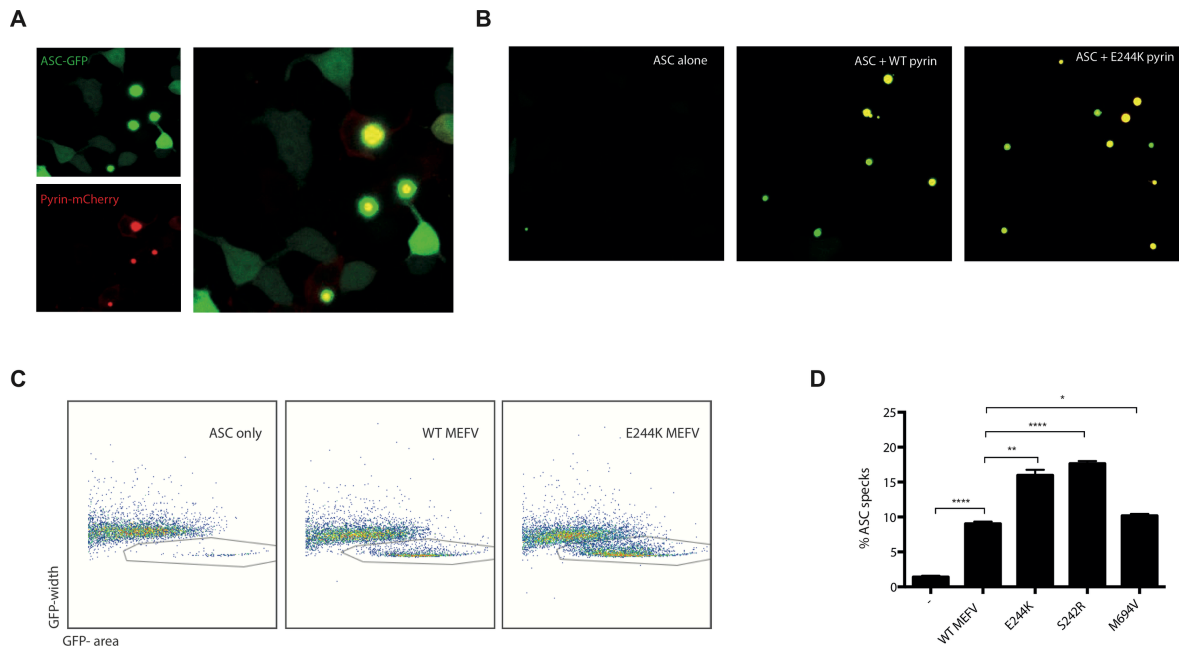 A
ASC-GFP
Pyrin-mCherry
B
ASC alone
ASC + WT pyrin
ASC + E244K pyrin
C
ASC only
WT MEFV
E244K MEFV
GFP-width
GFP- area
D
% ASC specks
25
20
15
10
5
0
*
****
**
****
-
WT MEFV
E244K
S242R
M694V